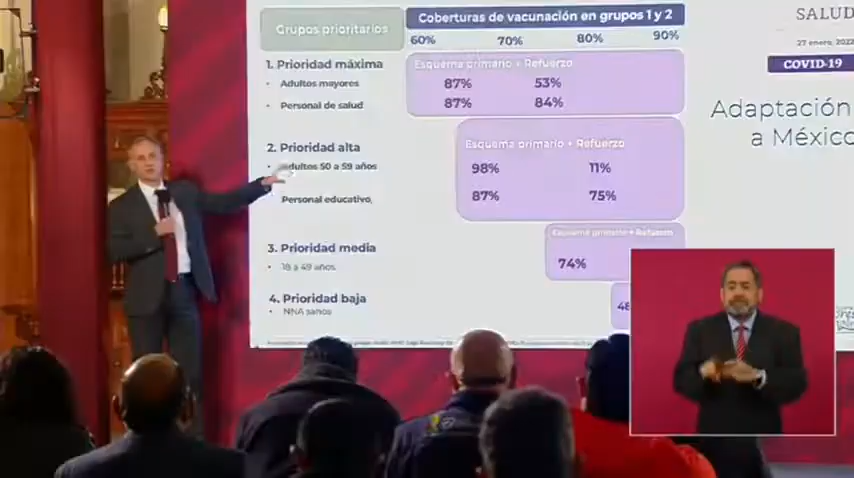 Grupos prioritarios
Coberturas de vacunación en grupos 1 y 2
60% 70% 80% 90%
1. Prioridad máxima
Esquema primario + Refuerzo
• Adultos mayores 87% 53%
• Personal de salud 87% 84%
2. Prioridad alta
Esquema primario + Refuerzo
• Adultos 50 a 59 años 98% 11%
Personal educativo, 87% 75%
3. Prioridad media
Esquema primario + Refuerzo
• 18 a 49 años 74%
4. Prioridad baja
• NNA sanos 48
SALUD
27 enero, 2022
COVID-19
Adaptación
a México